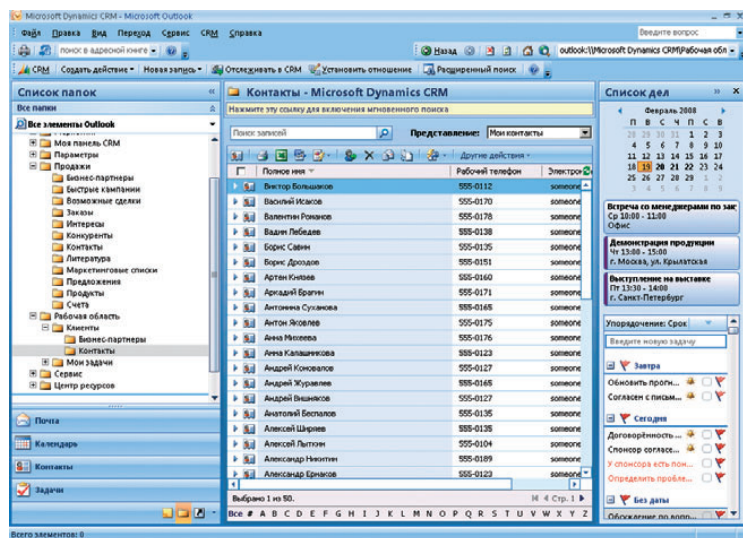 Microsoft Dynamics CRM - Microsoft Outlook
Файл Правка Вид Переход Сервис CRM Справка
Введите вопрос
поиск в адресной книге
Назад
outlook:\\Microsoft Dynamics CRM\Рабочая обл
CRM Создать действие Новая запись Отслеживать в CRM Установить отношение Расширенный поиск
Список папок
Все папки
Все элементы Outlook
Моя панель CRM
Параметры
Продажи
Бизнес-партнеры
Быстрые кампании
Возможные сделки
Заказы
Интересы
Конкуренты
Контакты
Литература
Маркетинговые списки
Предложения
Продукты
Счета
Рабочая область
Клиенты
Бизнес-партнеры
Контакты
Мои задачи
Сервис
Центр ресурсов
Почта
Календарь
Контакты
Задачи
Контакты - Microsoft Dynamics CRM
Нажмите эту ссылку для включения мгновенного поиска
Поиск записей
Представление: Мои контакты
Другие действия
Полное имя Рабочий телефон Электрон
Виктор Большаков 555-0112 someone
Василий Исаков 555-0170 someone
Валентин Романов 555-0178 someone
Вадим Лебедев 555-0138 someone
Борис Савин 555-0135 someone
Борис Дроздов 555-0151 someone
Артем Князев 555-0160 someone
Аркадий Брагин 555-0171 someone
Антонина Суханова 555-0165 someone
Антон Яковлев 555-0175 someone
Анна Михеева 555-0176 someone
Анна Калашникова 555-0123 someone
Андрей Коновалов 555-0127 someone
Андрей Журавлев 555-0165 someone
Андрей Вишняков 555-0127 someone
Анатолий Беспалов 555-0135 someone
Алексей Ширяев 555-0135 someone
Алексей Лыткин 555-0104 someone
Александр Никитин 555-0189 someone
Александр Ермаков 555-0123 someone
Выбрано 1 из 50.
Стр. 1
Все # A B C D E F G H I J K L M N O P Q R S T U V W X Y Z
Список дел
Февраль 2008
П В С Ч П С В
28 29 30 31 1 2 3
4 5 6 7 8 9 10
11 12 13 14 15 16 17
18 19 20 21 22 23 24
25 26 27 28 29 1 2
3 4 5 6 7 8 9
Встреча со менеджерами по зак
Ср 10:00 - 11:00
Офис
Демонстрация продукции
Чт 13:00 - 15:00
г. Москва, ул. Крылатская
Выступление на выставке
Пт 13:30 - 14:00
г. Санкт-Петербург
Упорядочение: Срок
Введите новую задачу
Завтра
Обновить прогн...
Согласен с письм...
Сегодня
Договорённость...
Спонсор согласе...
У спонсора есть пон...
Определить пробле...
Без даты
Обсуждение по вопр...
Всего элементов: 0